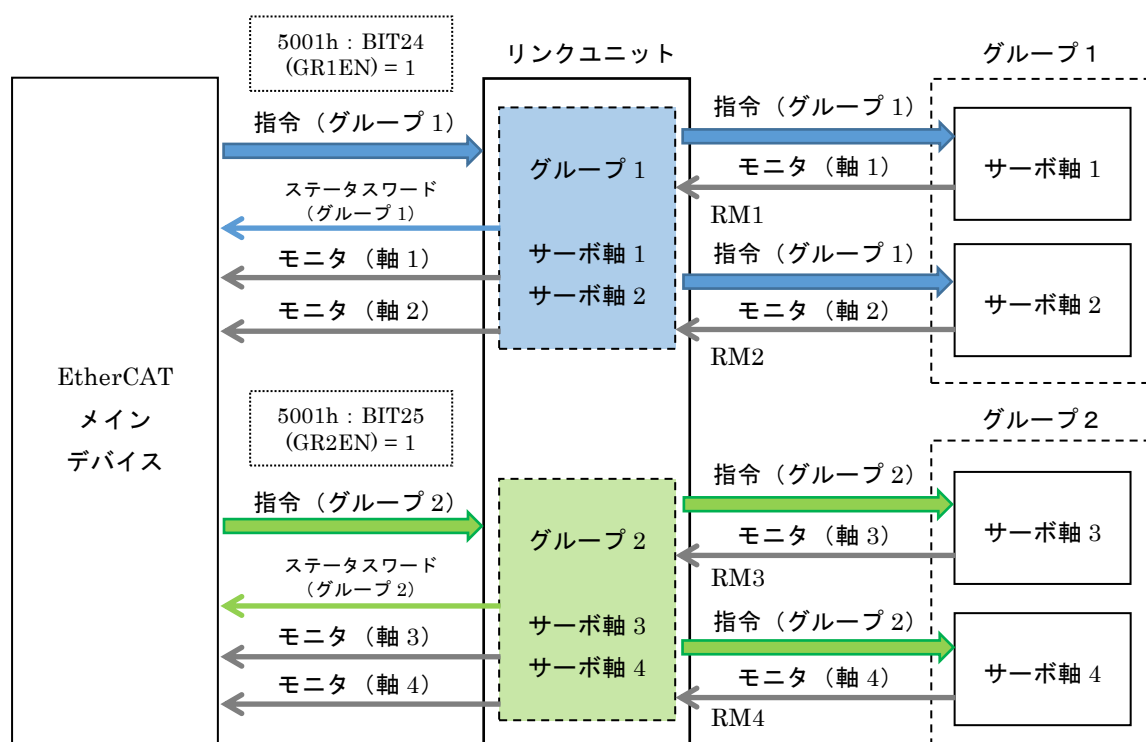 5001h：BIT24
(GR1EN) = 1
リンクユニット
グループ１
指令（グループ 1）
ステータスワード
（グループ 1）
モニタ（軸 1）
モニタ（軸 2）
グループ 1
サーボ軸 1
サーボ軸 2
指令（グループ 1）
モニタ（軸 1）
RM1
サーボ軸 1
指令（グループ 1）
モニタ（軸 2）
RM2
サーボ軸 2
EtherCAT
メイン
デバイス
5001h：BIT25
(GR2EN) = 1
グループ２
指令（グループ 2）
ステータスワード
（グループ 2）
モニタ（軸 3）
モニタ（軸 4）
グループ 2
サーボ軸 3
サーボ軸 4
指令（グループ 2）
モニタ（軸 3）
RM3
サーボ軸 3
指令（グループ 2）
モニタ（軸 4）
RM4
サーボ軸 4